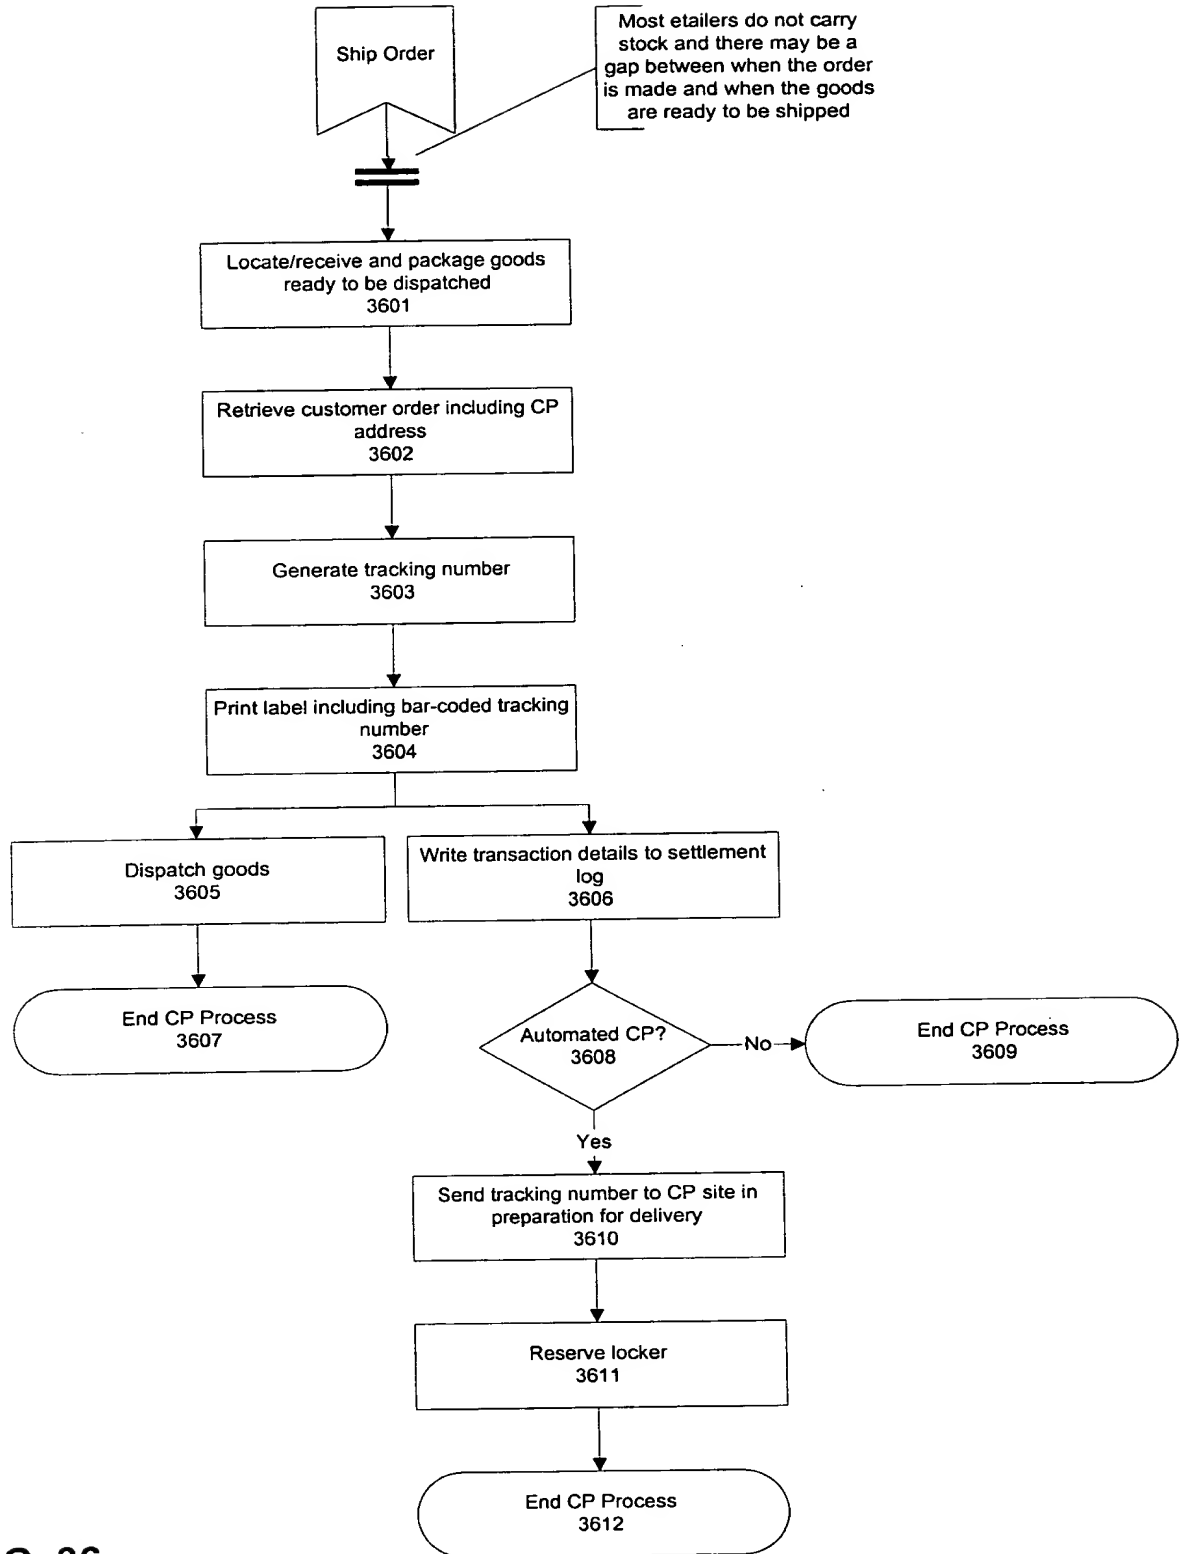 Ship Order
Most etailers do not carry
stock and there may be a
gap between when the order
is made and when the goods
are ready to be shipped
Locate/receive and package goods
ready to be dispatched
3601
Retrieve customer order including CP
address
3602
Generate tracking number
3603
Print label including bar-coded tracking
number
3604
Dispatch goods
3605
Write transaction details to settlement
log
3606
End CP Process
3607
Automated CP?
3608
No
End CP Process
3609
Yes
Send tracking number to CP site in
preparation for delivery
3610
Reserve locker
3611
End CP Process
3612